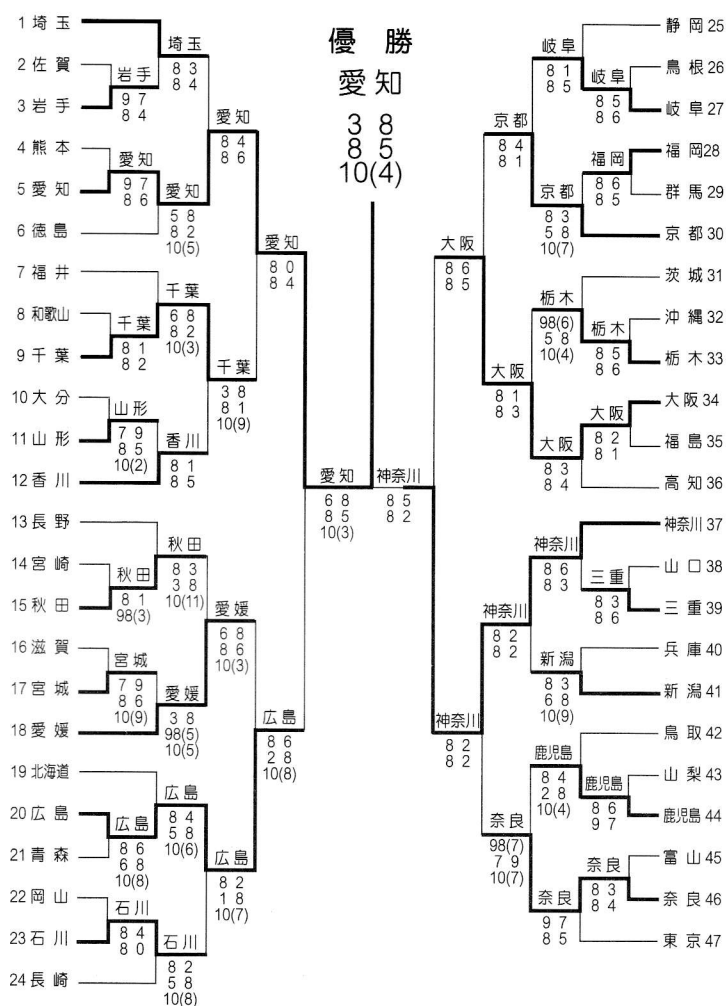 優勝
愛知
3 8
8 5
10(4)
1 埼玉
2 佐賀
3 岩手
4 熊本
5 愛知
6 徳島
7 福井
8 和歌山
9 千葉
10 大分
11 山形
12 香川
13 長野
14 宮崎
15 秋田
16 滋賀
17 宮城
18 愛媛
19 北海道
20 広島
21 青森
22 岡山
23 石川
24 長崎
岩手
9 7
8 4
愛知
9 7
8 6
千葉
8 1
8 2
山形
7 9
8 5
10(2)
秋田
8 1
98(3)
宮城
7 9
8 6
10(9)
広島
8 6
6 8
10(8)
石川
8 4
8 0
埼玉
8 3
8 4
愛知
5 8
8 2
10(5)
千葉
6 8
8 2
10(3)
香川
8 1
8 5
秋田
8 3
3 8
10(11)
愛媛
3 8
98(5)
10(5)
広島
8 4
5 8
10(6)
石川
8 2
5 8
10(8)
愛知
8 4
8 6
千葉
3 8
8 1
10(9)
愛媛
6 8
8 6
10(3)
広島
8 2
1 8
10(7)
愛知
8 0
8 4
広島
8 6
2 8
10(8)
愛知
6 8
8 5
10(3)
神奈川
8 5
8 2
大阪
8 6
8 5
神奈川
8 2
8 2
京都
8 4
8 1
大阪
8 1
8 3
神奈川
8 2
8 2
奈良
98(7)
7 9
10(7)
岐阜
8 1
8 5
京都
8 3
5 8
10(7)
栃木
98(6)
5 8
10(4)
大阪
8 3
8 4
神奈川
8 6
8 3
新潟
8 3
6 8
10(9)
鹿児島
8 4
2 8
10(4)
奈良
9 7
8 5
岐阜
8 5
8 6
福岡
8 6
8 5
栃木
8 5
8 6
大阪
8 2
8 1
三重
8 3
8 6
鹿児島
8 6
9 7
奈良
8 3
8 4
静岡 25
鳥根 26
岐阜 27
福岡 28
群馬 29
京都 30
茨城 31
沖縄 32
栃木 33
大阪 34
福島 35
高知 36
神奈川 37
山口 38
三重 39
兵庫 40
新潟 41
鳥取 42
山梨 43
鹿児島 44
富山 45
奈良 46
東京 47